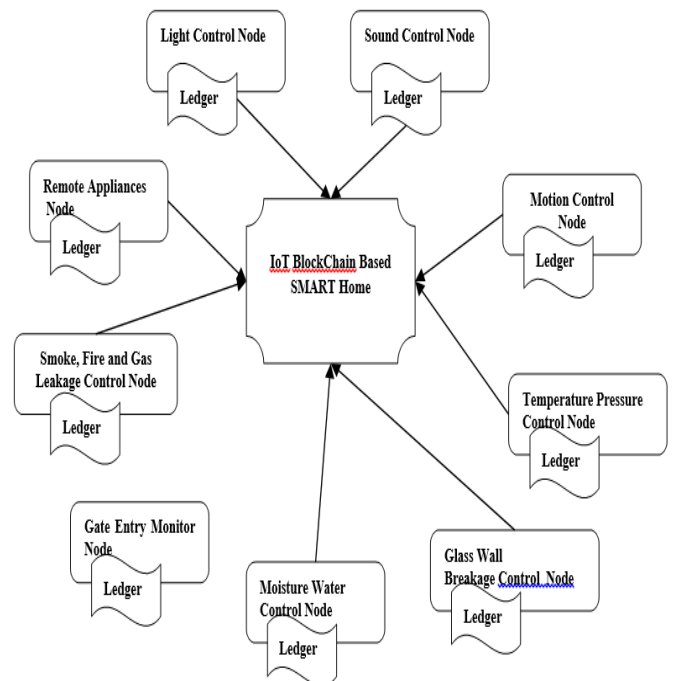 Light Control Node
Ledger
Sound Control Node
Ledger
Remote Appliances
Node
Ledger
IoT BlockChain Based
SMART Home
Motion Control
Node
Ledger
Smoke, Fire and Gas
Leakage Control Node
Ledger
Temperature Pressure
Control Node
Ledger
Gate Entry Monitor
Node
Ledger
Moisture Water
Control Node
Ledger
Glass Wall
Breakage Control Node
Ledger